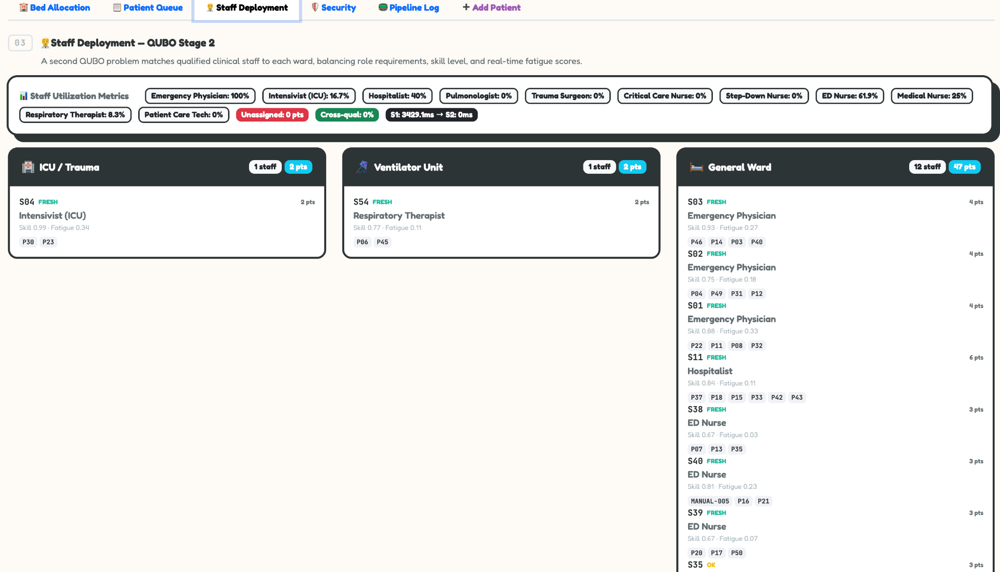 Bed Allocation
Patient Queue
Staff Deployment
Security
Pipeline Log
Add Patient
03
Staff Deployment – QUBO Stage 2
A second QUBO problem matches qualified clinical staff to each ward, balancing role requirements, skill level, and real-time fatigue scores.
Staff Utilization Metrics
Emergency Physician: 100%
Intensivist (ICU): 16.7%
Hospitalist: 40%
Pulmonologist: 0%
Trauma Surgeon: 0%
Critical Care Nurse: 0%
Step-Down Nurse: 0%
ED Nurse: 61.9%
Medical Nurse: 25%
Respiratory Therapist: 8.3%
Patient Care Tech: 0%
Unassigned: 0 pts
Cross-qual: 0%
S1: 3429.1ms → S2: 0ms
ICU / Trauma
1 staff
2 pts
S04 FRESH 2 pts
Intensivist (ICU)
Skill 0.99 · Fatigue 0.34
P30 P23
Ventilator Unit
1 staff
2 pts
S54 FRESH 2 pts
Respiratory Therapist
Skill 0.77 · Fatigue 0.11
P06 P45
General Ward
12 staff
47 pts
S03 FRESH 4 pts
Emergency Physician
Skill 0.93 · Fatigue 0.27
P46 P14 P03 P40
S02 FRESH 4 pts
Emergency Physician
Skill 0.75 · Fatigue 0.18
P04 P49 P31 P12
S01 FRESH 4 pts
Emergency Physician
Skill 0.88 · Fatigue 0.33
P22 P11 P08 P32
S11 FRESH 6 pts
Hospitalist
Skill 0.84 · Fatigue 0.11
P37 P18 P15 P33 P42 P43
S38 FRESH 3 pts
ED Nurse
Skill 0.67 · Fatigue 0.03
P07 P13 P35
S40 FRESH 3 pts
ED Nurse
Skill 0.81 · Fatigue 0.23
MANUAL-005 P16 P21
S39 FRESH 3 pts
ED Nurse
Skill 0.67 · Fatigue 0.07
P20 P17 P50
S35 OK 3 pts